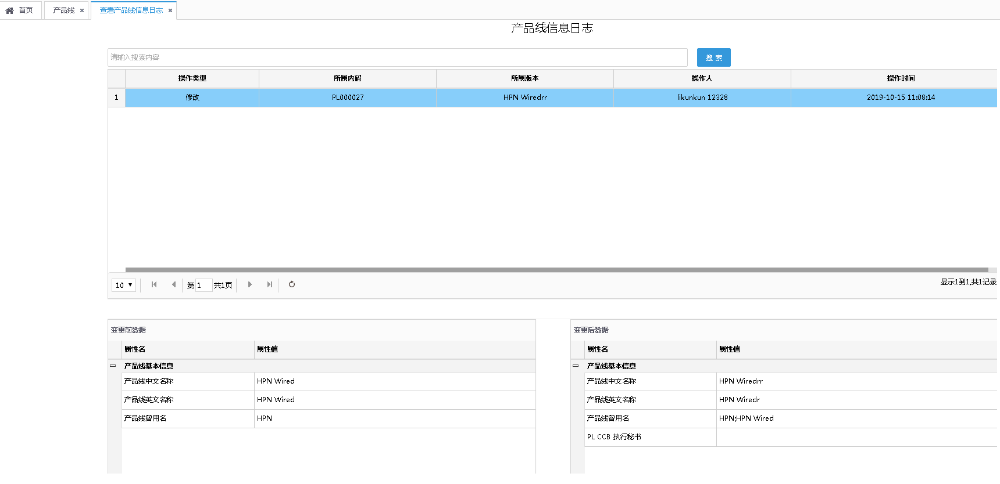 首页 产品线 查看产品线信息日志
产品线信息日志
请输入搜索内容 搜 索
操作类型 所属内码 所属版本 操作人 操作时间
1 修改 PL000027 HPN Wiredrr likunkun 12328 2019-10-15 11:08:14
10 第 1 共1页 显示1到1,共1记录
变更前数据 变更后数据
属性名 属性值 属性名 属性值
产品线基本信息 产品线基本信息
产品线中文名称 HPN Wired 产品线中文名称 HPN Wiredrr
产品线英文名称 HPN Wired 产品线英文名称 HPN Wiredr
产品线曾用名 HPN 产品线曾用名 HPN;HPN Wired
PL CCB 执行秘书